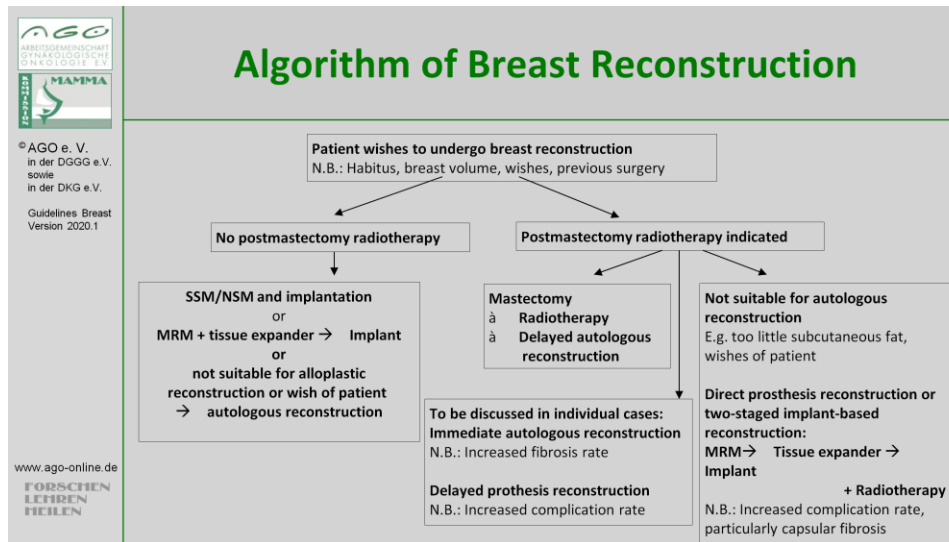 AGO
ARBEITSGEMEINSCHAFT
GYNÄKOLOGISCHE
ONKOLOGIE E.V.
KOMMISSION
MAMMA
© AGO e. V.
in der DGGG e.V.
sowie
in der DKG e.V.
Guidelines Breast
Version 2020.1
www.ago-online.de
FORSCHEN
LEHREN
HEILEN
Algorithm of Breast Reconstruction
Patient wishes to undergo breast reconstruction
N.B.: Habitus, breast volume, wishes, previous surgery
No postmastectomy radiotherapy
Postmastectomy radiotherapy indicated
SSM/NSM and implantation
or
MRM + tissue expander → Implant
or
not suitable for alloplastic
reconstruction or wish of patient
→ autologous reconstruction
Mastectomy
à Radiotherapy
à Delayed autologous
reconstruction
To be discussed in individual cases:
Immediate autologous reconstruction
N.B.: Increased fibrosis rate
Delayed prothesis reconstruction
N.B.: Increased complication rate
Not suitable for autologous
reconstruction
E.g. too little subcutaneous fat,
wishes of patient
Direct prosthesis reconstruction or
two-staged implant-based
reconstruction:
MRM→ Tissue expander →
Implant
+ Radiotherapy
N.B.: Increased complication rate,
particularly capsular fibrosis